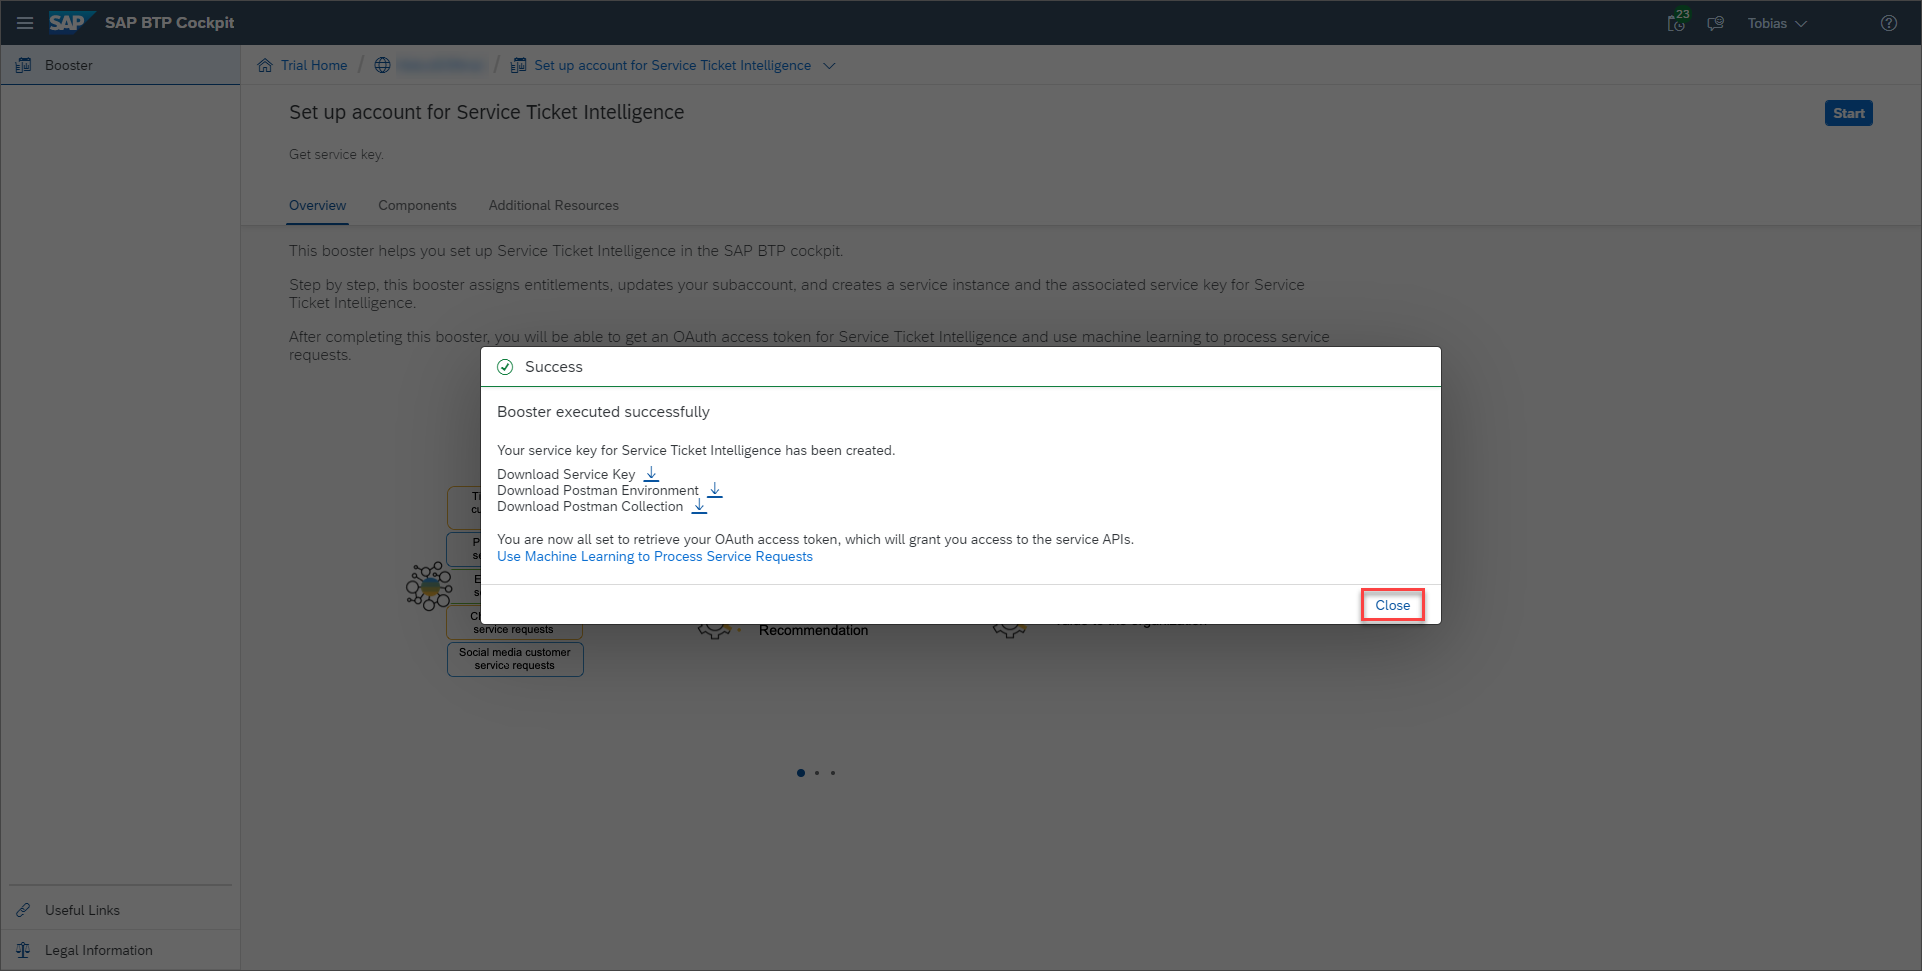 SAP SAP BTP Cockpit
23
Tobias
Booster
Trial Home / / Set up account for Service Ticket Intelligence
Set up account for Service Ticket Intelligence
Start
Get service key.
Overview Components Additional Resources
This booster helps you set up Service Ticket Intelligence in the SAP BTP cockpit.
Step by step, this booster assigns entitlements, updates your subaccount, and creates a service instance and the associated service key for Service
Ticket Intelligence.
After completing this booster, you will be able to get an OAuth access token for Service Ticket Intelligence and use machine learning to process service
requests.
Success
Booster executed successfully
Your service key for Service Ticket Intelligence has been created.
Download Service Key
Download Postman Environment
Download Postman Collection
You are now all set to retrieve your OAuth access token, which will grant you access to the service APIs.
Use Machine Learning to Process Service Requests
Close
service requests
Social media customer
service requests
Recommendation
Useful Links
Legal Information